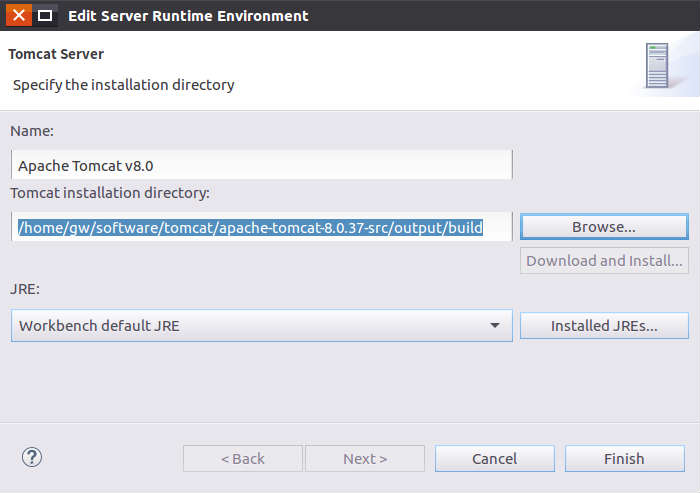 Edit Server Runtime Environment
Tomcat Server
Specify the installation directory
Name:
Apache Tomcat v8.0
Tomcat installation directory:
/home/gw/software/tomcat/apache-tomcat-8.0.37-src/output/build
Browse...
Download and Install...
JRE:
Workbench default JRE
Installed JREs...
?
< Back
Next >
Cancel
Finish